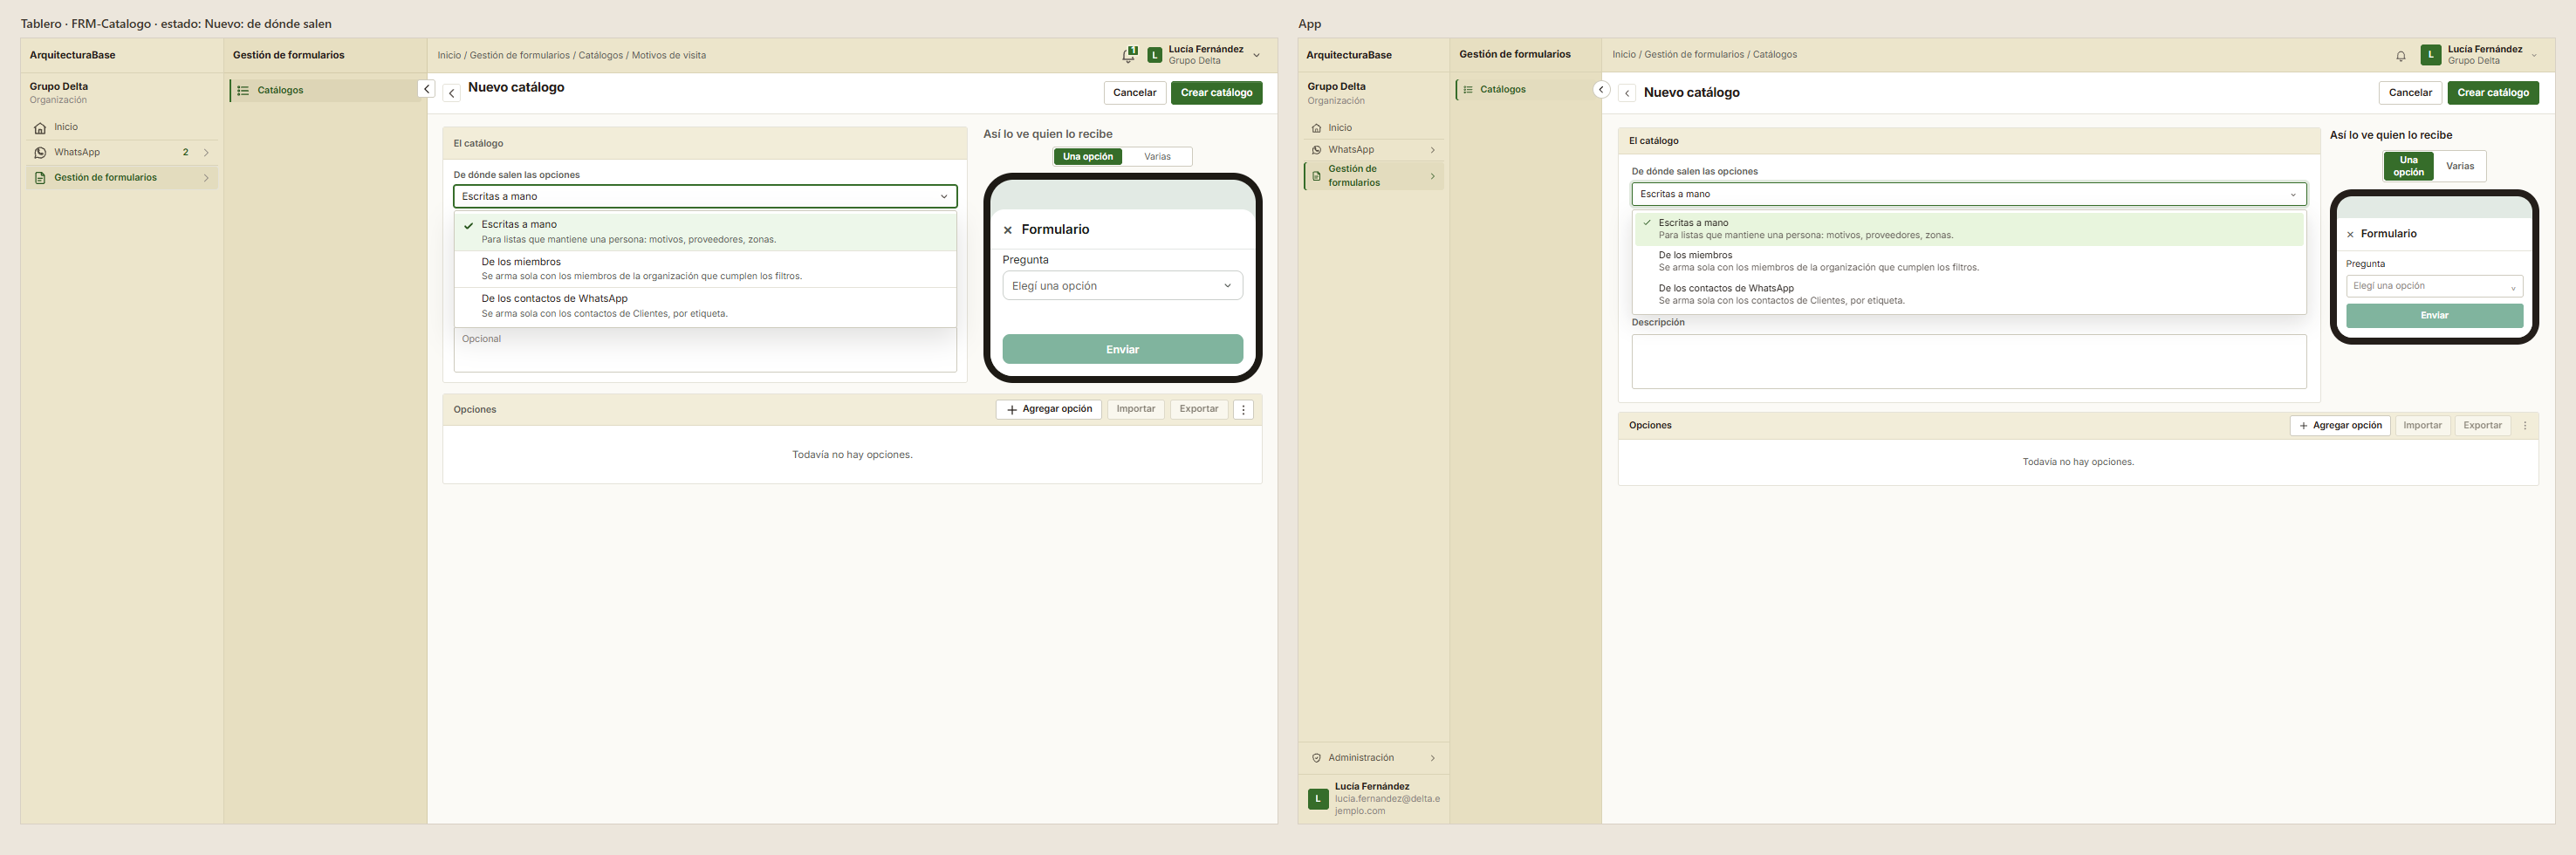 Tablero · FRM-Catalogo · estado: Nuevo: de dónde salen
ArquitecturaBase
Gestión de formularios
Inicio / Gestión de formularios / Catálogos / Motivos de visita
1
L
Lucía Fernández
Grupo Delta
Grupo Delta
Organización
Inicio
WhatsApp
2
Gestión de formularios
Catálogos
Nuevo catálogo
Cancelar
Crear catálogo
El catálogo
De dónde salen las opciones
Escritas a mano
Escritas a mano
Para listas que mantiene una persona: motivos, proveedores, zonas.
De los miembros
Se arma sola con los miembros de la organización que cumplen los filtros.
De los contactos de WhatsApp
Se arma sola con los contactos de Clientes, por etiqueta.
Opcional
Así lo ve quien lo recibe
Una opción
Varias
Formulario
Pregunta
Elegí una opción
Enviar
Opciones
Agregar opción
Importar
Exportar
Todavía no hay opciones.
App
ArquitecturaBase
Gestión de formularios
Inicio / Gestión de formularios / Catálogos
L
Lucía Fernández
Grupo Delta
Grupo Delta
Organización
Inicio
WhatsApp
Gestión de
formularios
Catálogos
Nuevo catálogo
Cancelar
Crear catálogo
El catálogo
De dónde salen las opciones
Escritas a mano
Escritas a mano
Para listas que mantiene una persona: motivos, proveedores, zonas.
De los miembros
Se arma sola con los miembros de la organización que cumplen los filtros.
De los contactos de WhatsApp
Se arma sola con los contactos de Clientes, por etiqueta.
Descripción
Así lo ve quien lo recibe
Una
opción
Varias
Formulario
Pregunta
Elegí una opción
Enviar
Opciones
Agregar opción
Importar
Exportar
Todavía no hay opciones.
Administración
L
Lucía Fernández
lucia.fernandez@delta.e
jemplo.com